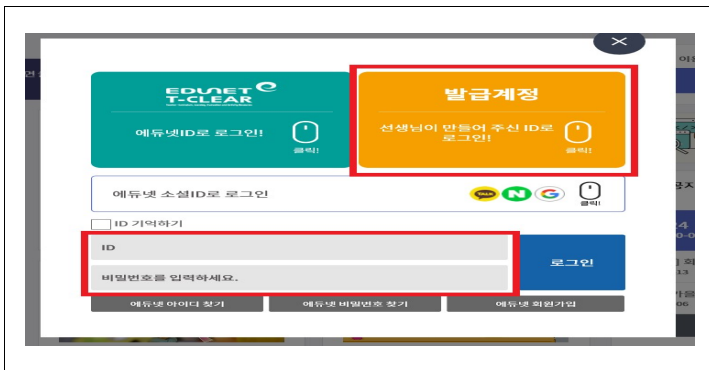 EDUNET
T-CLEAR
에듀넷ID로 로그인!
클릭!
발급계정
선생님이 만들어 주신 ID로
로그인!
클릭!
에듀넷 소셜ID로 로그인
TALK
N
G
클릭!
ID 기억하기
ID
비밀번호를 입력하세요.
로그인
에듀넷 아이디 찾기
에듀넷 비밀번호 찾기
에듀넷 회원가입